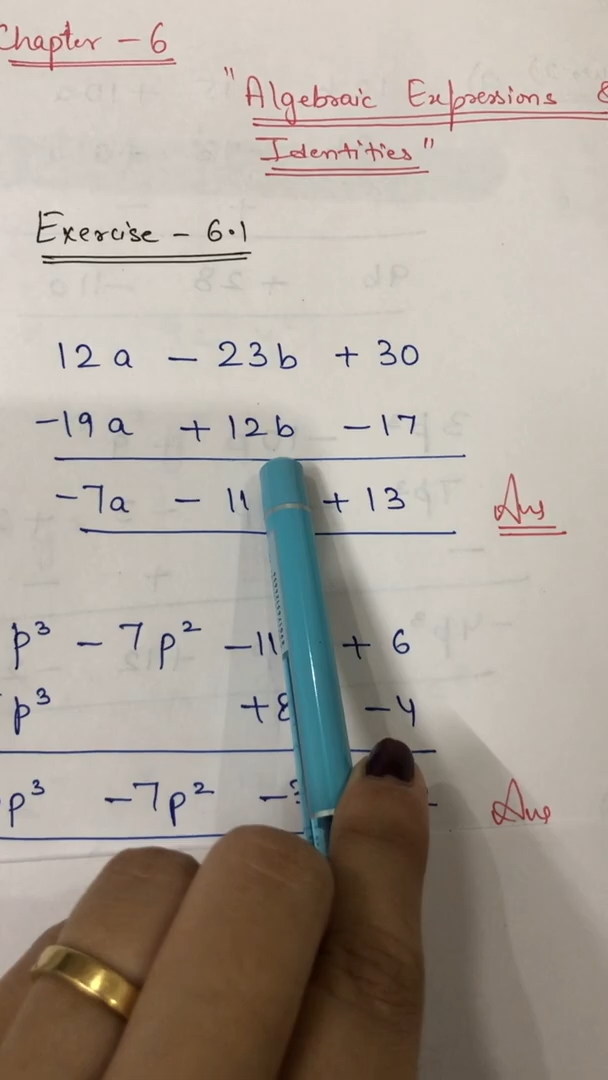 Chapter - 6
"Algebraic Expressions &
Identities"
Exercise - 6.1
12a - 23b + 30
-19a + 12b - 17
-7a - 11 + 13 Ans
p³ - 7p² - 11 + 6
p³ + - 4
p³ - 7p² - Ans